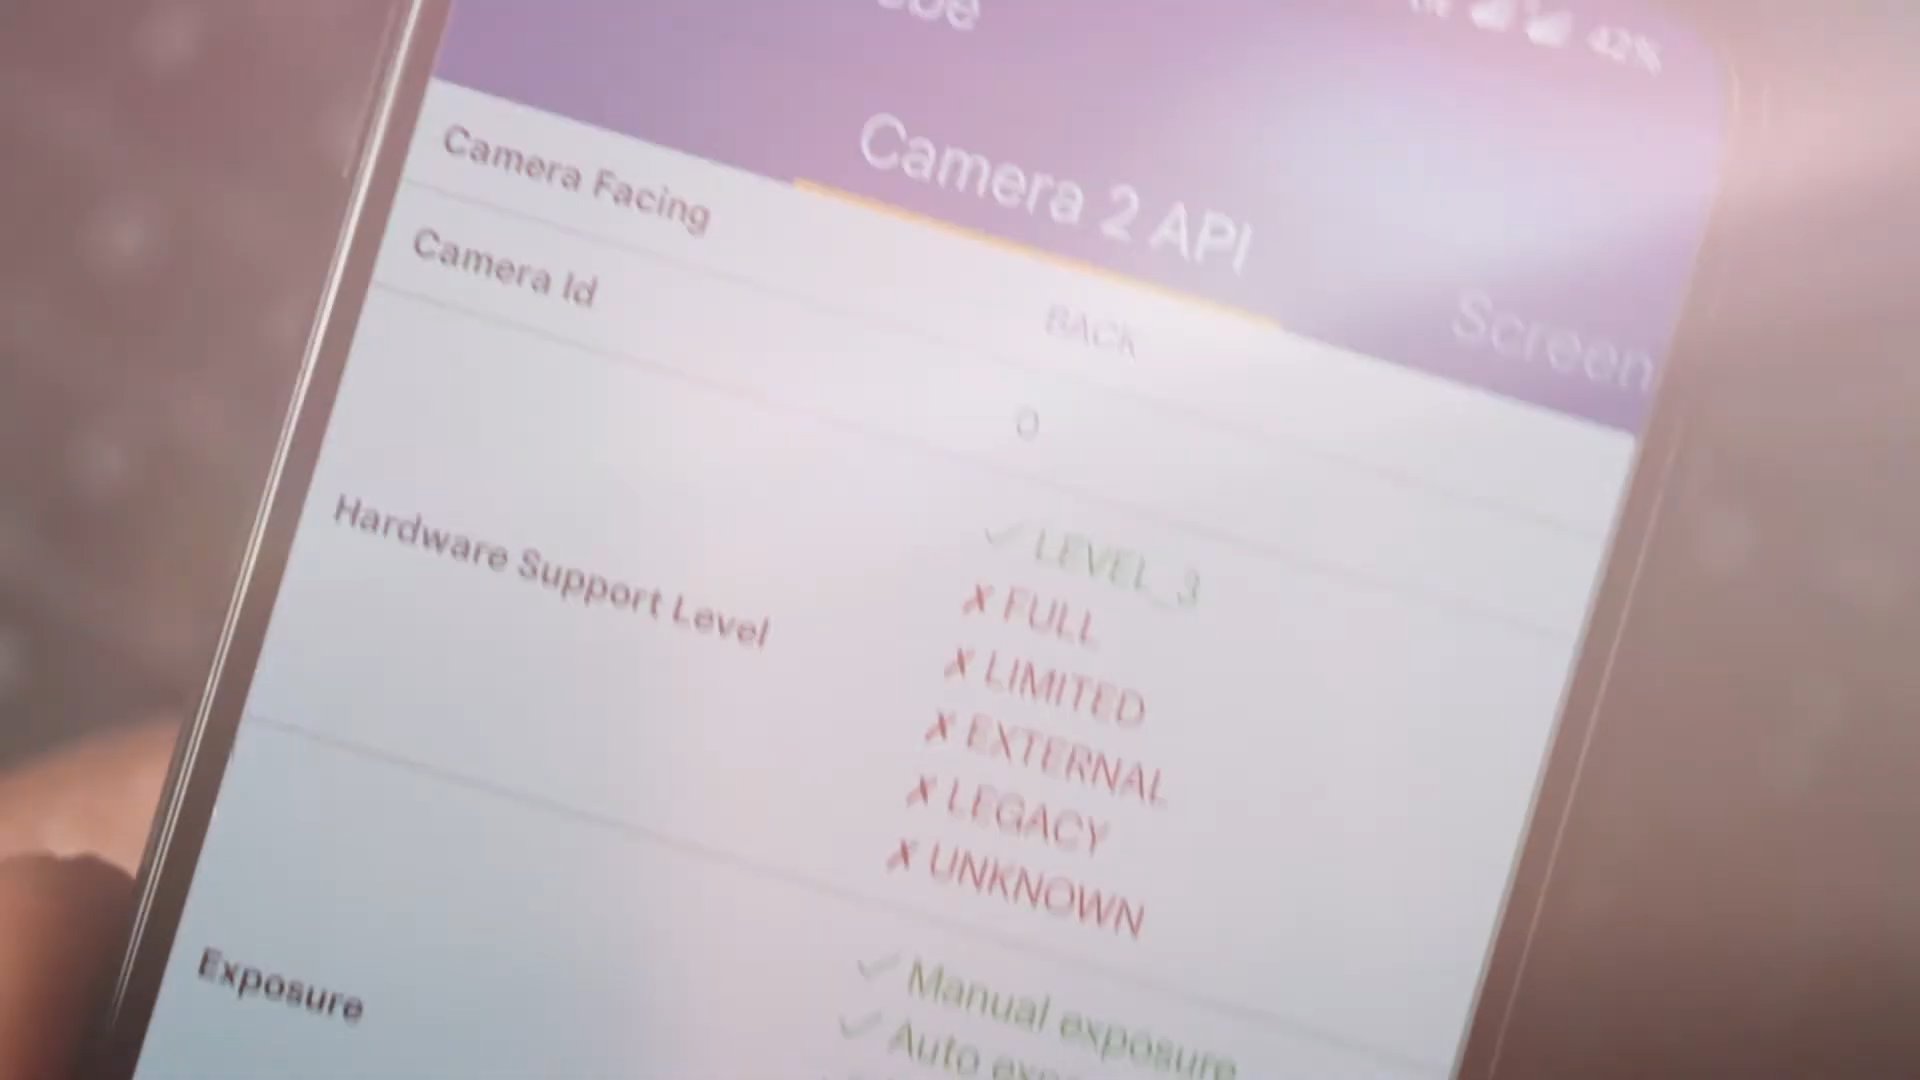 42%
Camera 2 API
Screen
Camera Facing
BACK
Camera Id
0
Hardware Support Level
✓ LEVEL_3
✗ FULL
✗ LIMITED
✗ EXTERNAL
✗ LEGACY
✗ UNKNOWN
Exposure
✓ Manual exposure
✓ Auto